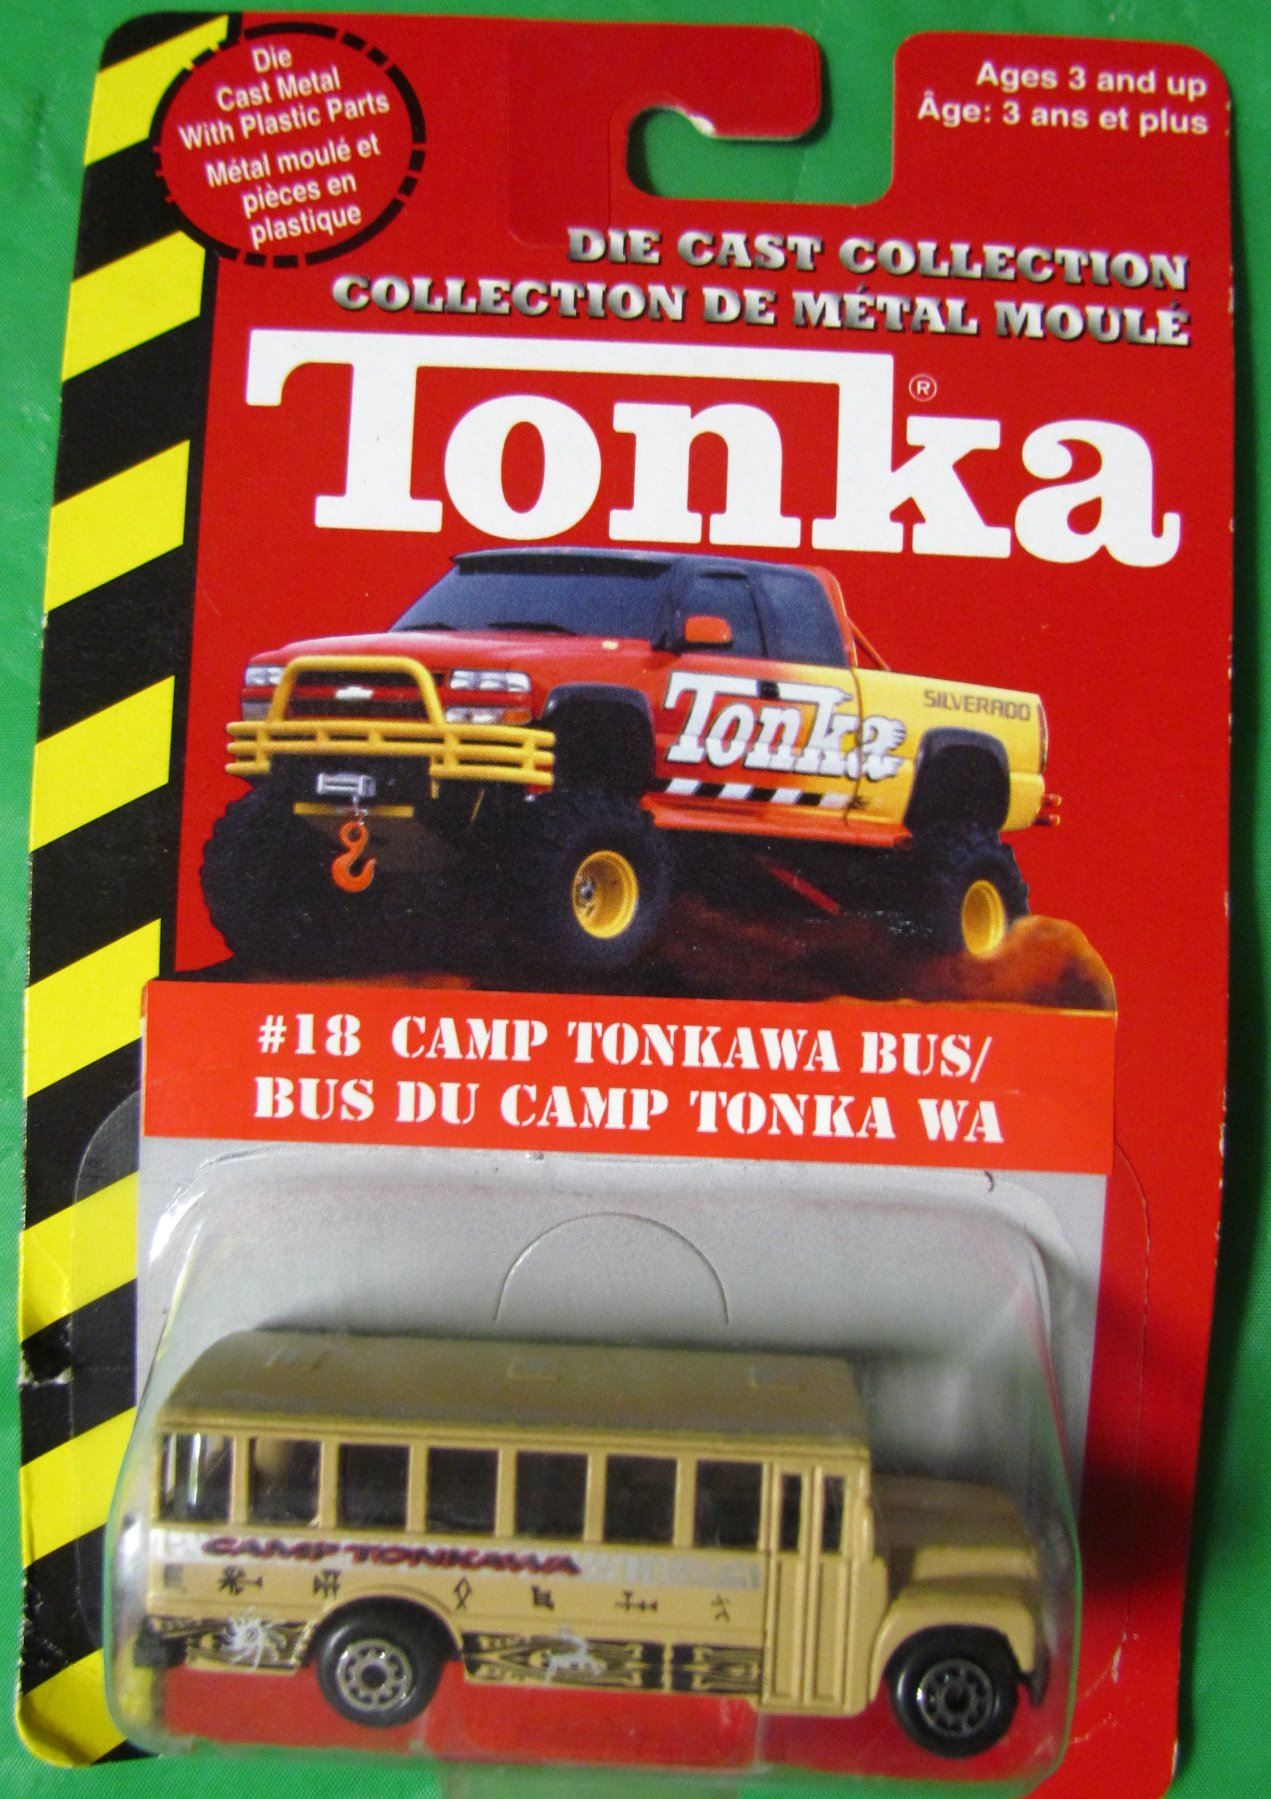 Die
Cast Metal
With Plastic Parts
Métal moulé et
pièces en
plastique
Ages 3 and up
Âge: 3 ans et plus
DIE CAST COLLECTION
COLLECTION DE MÉTAL MOULÉ
Tonka®
SILVERADO
Tonka
#18 CAMP TONKAWA BUS/
BUS DU CAMP TONKA WA
CAMP TONKAWA